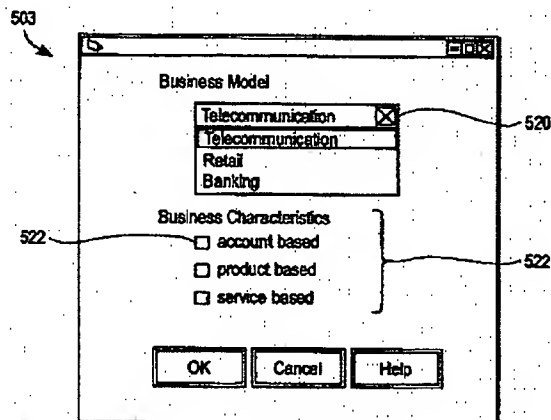 503
Business Model
Telecommunication
520
Telecommunication
Retail
Banking
Business Characteristics
522
account based
product based
522
service based
OK Cancel Help